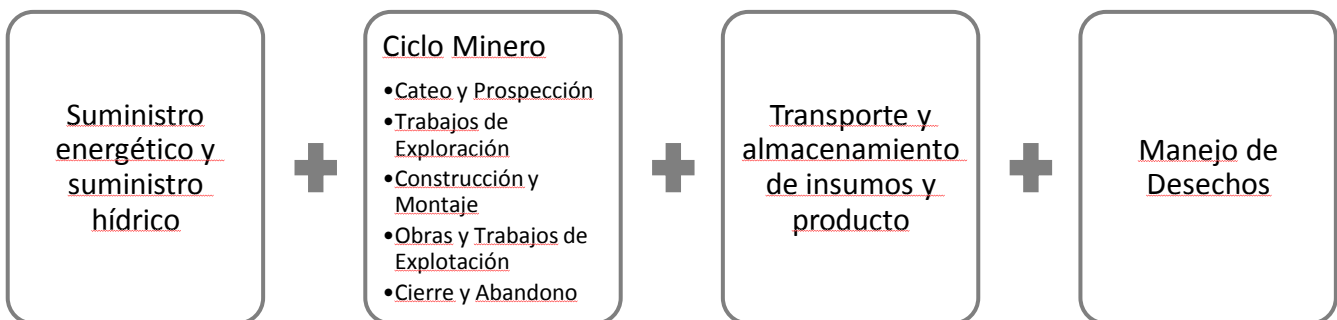 Suministro
energético y
suministro
hídrico
Ciclo Minero
•Cateo y Prospección
•Trabajos de
Exploración
•Construcción y
Montaje
•Obras y Trabajos de
Explotación
•Cierre y Abandono
Transporte y
almacenamiento
de insumos y
producto
Manejo de
Desechos